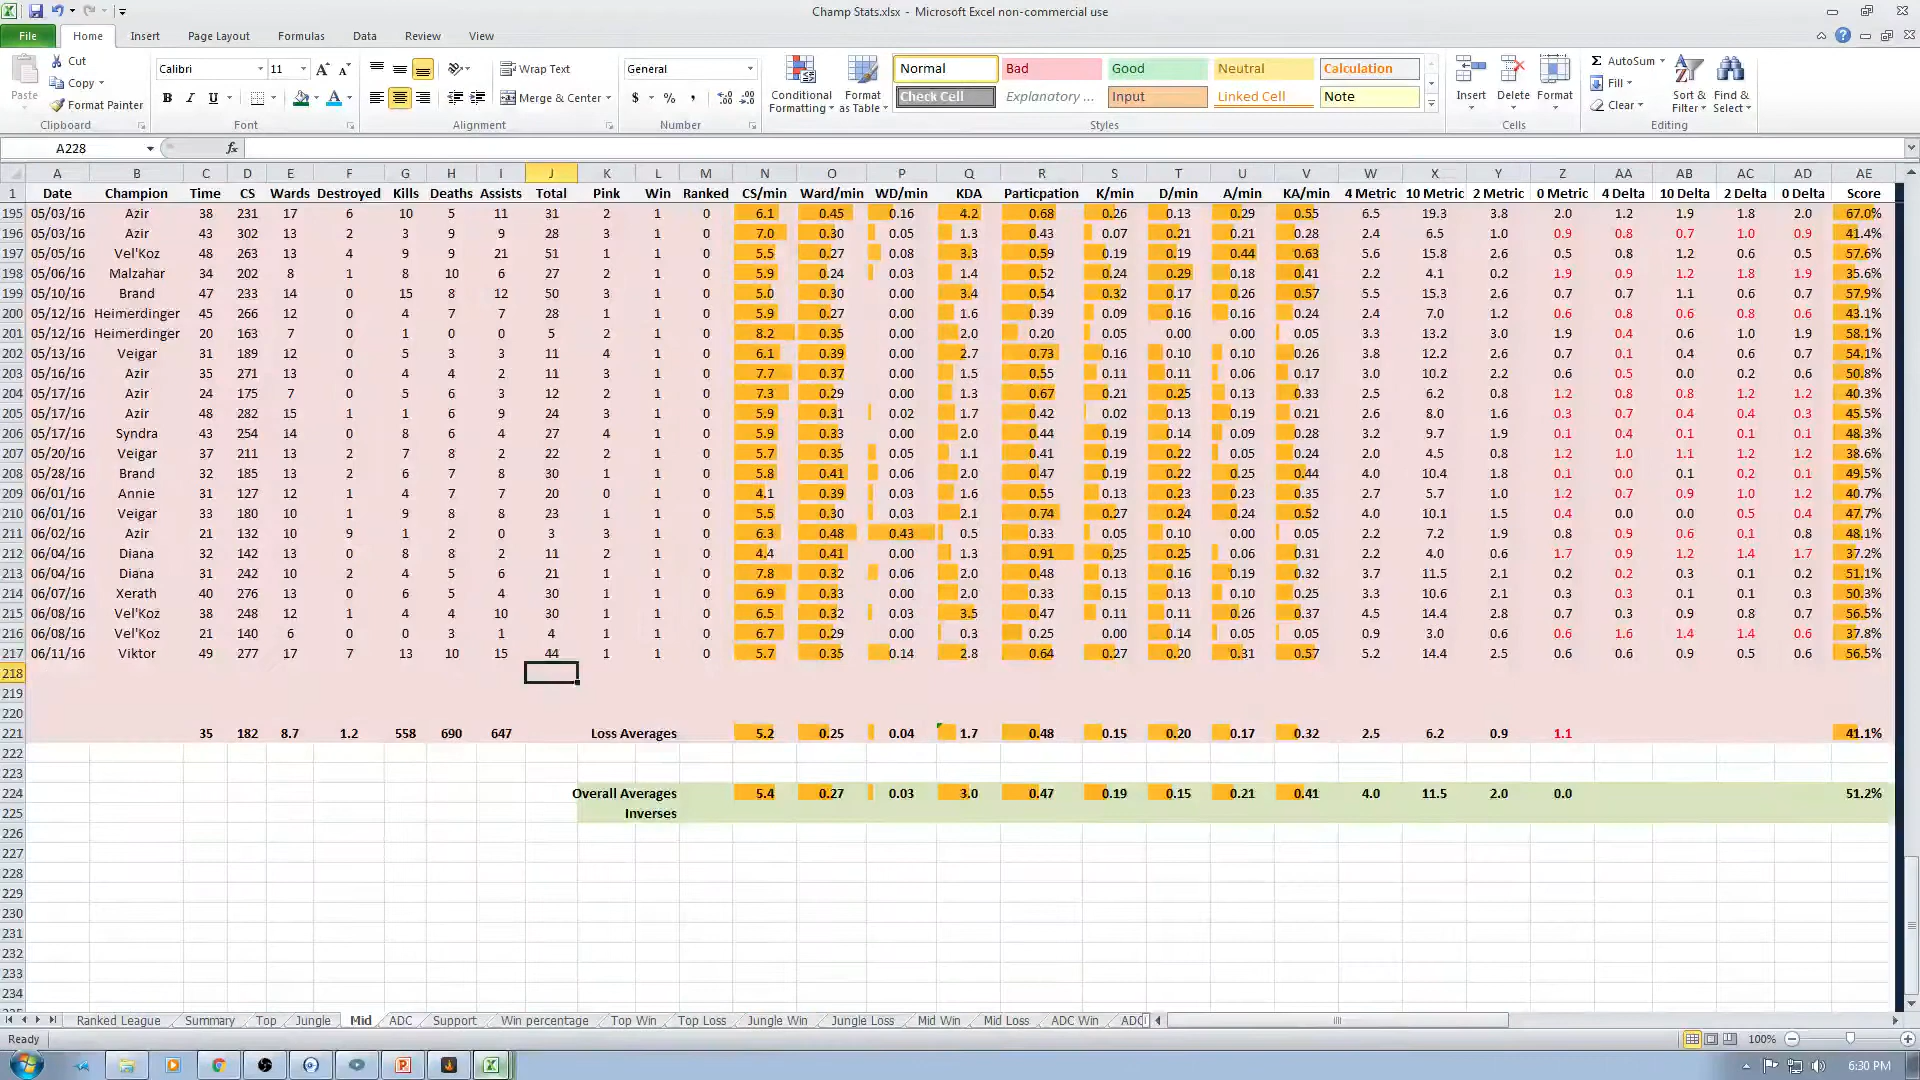 Champ Stats.xlsx - Microsoft Excel non-commercial use
File Home Insert Page Layout Formulas Data Review View
Paste Cut Copy Format Painter Clipboard
Calibri 11 A A B I U A Font
Wrap Text Merge & Center Alignment
General $ % , Number
Conditional Formatting Format as Table
Normal Bad Good Neutral Calculation
Check Cell Explanatory ... Input Linked Cell Note
Styles
Insert Delete Format Cells
AutoSum Fill Clear Sort & Filter Find & Select Editing
A228 fx
A B C D E F G H I J K L M N O P Q R S T U V W X Y Z AA AB AC AD AE
1 Date Champion Time CS Wards Destroyed Kills Deaths Assists Total Pink Win Ranked CS/min Ward/min WD/min KDA Particpation K/min D/min A/min KA/min 4 Metric 10 Metric 2 Metric 0 Metric 4 Delta 10 Delta 2 Delta 0 Delta Score
195 05/03/16 Azir 38 231 17 6 10 5 11 31 2 1 0 6.1 0.45 0.16 4.2 0.68 0.26 0.13 0.29 0.55 6.5 19.3 3.8 2.0 1.2 1.9 1.8 2.0 67.0%
196 05/03/16 Azir 43 302 13 2 3 9 9 28 3 1 0 7.0 0.30 0.05 1.3 0.43 0.07 0.21 0.21 0.28 2.4 6.5 1.0 0.9 0.8 0.7 1.0 0.9 41.4%
197 05/05/16 Vel'Koz 48 263 13 4 9 9 21 51 1 1 0 5.5 0.27 0.08 3.3 0.59 0.19 0.19 0.44 0.63 5.6 15.8 2.6 0.5 0.8 1.2 0.6 0.5 57.6%
198 05/06/16 Malzahar 34 202 8 1 8 10 6 27 2 1 0 5.9 0.24 0.03 1.4 0.52 0.24 0.29 0.18 0.41 2.2 4.1 0.2 1.9 0.9 1.2 1.8 1.9 35.6%
199 05/10/16 Brand 47 233 14 0 15 8 12 50 3 1 0 5.0 0.30 0.00 3.4 0.54 0.32 0.17 0.26 0.57 5.5 15.3 2.6 0.7 0.7 1.1 0.6 0.7 57.9%
200 05/12/16 Heimerdinger 45 266 12 0 4 7 7 28 1 1 0 5.9 0.27 0.00 1.6 0.39 0.09 0.16 0.16 0.24 2.4 7.0 1.2 0.6 0.8 0.6 0.8 0.6 43.1%
201 05/12/16 Heimerdinger 20 163 7 0 1 0 0 5 2 1 0 8.2 0.35 0.00 2.0 0.20 0.05 0.00 0.00 0.05 3.3 13.2 3.0 1.9 0.4 0.6 1.0 1.9 58.1%
202 05/13/16 Veigar 31 189 12 0 5 3 3 11 4 1 0 6.1 0.39 0.00 2.7 0.73 0.16 0.10 0.10 0.26 3.8 12.2 2.6 0.7 0.1 0.4 0.6 0.7 54.1%
203 05/16/16 Azir 35 271 13 0 4 4 2 11 3 1 0 7.7 0.37 0.00 1.5 0.55 0.11 0.11 0.06 0.17 3.0 10.2 2.2 0.6 0.5 0.0 0.2 0.6 50.8%
204 05/17/16 Azir 24 175 7 0 5 6 3 12 2 1 0 7.3 0.29 0.00 1.3 0.67 0.21 0.25 0.13 0.33 2.5 6.2 0.8 1.2 0.8 0.8 1.2 1.2 40.3%
205 05/17/16 Azir 48 282 15 1 1 6 9 24 3 1 0 5.9 0.31 0.02 1.7 0.42 0.02 0.13 0.19 0.21 2.6 8.0 1.6 0.3 0.7 0.4 0.4 0.3 45.5%
206 05/17/16 Syndra 43 254 14 0 8 6 4 27 4 1 0 5.9 0.33 0.00 2.0 0.44 0.19 0.14 0.09 0.28 3.2 9.7 1.9 0.1 0.4 0.1 0.1 0.1 48.3%
207 05/20/16 Veigar 37 211 13 2 7 8 2 22 2 1 0 5.7 0.35 0.05 1.1 0.41 0.19 0.22 0.05 0.24 2.0 4.5 0.8 1.2 1.0 1.1 1.2 1.2 38.6%
208 05/28/16 Brand 32 185 13 2 6 7 8 30 1 1 0 5.8 0.41 0.06 2.0 0.47 0.19 0.22 0.25 0.44 4.0 10.4 1.8 0.1 0.0 0.1 0.2 0.1 49.5%
209 06/01/16 Annie 31 127 12 1 4 7 7 20 0 1 0 4.1 0.39 0.03 1.6 0.55 0.13 0.23 0.23 0.35 2.7 5.7 1.0 1.2 0.7 0.9 1.0 1.2 40.7%
210 06/01/16 Veigar 33 180 10 1 9 8 8 23 1 1 0 5.5 0.30 0.03 2.1 0.74 0.27 0.24 0.24 0.52 4.0 10.1 1.5 0.4 0.0 0.0 0.5 0.4 47.7%
211 06/02/16 Azir 21 132 10 9 1 2 0 3 3 1 0 6.3 0.48 0.43 0.5 0.33 0.05 0.10 0.00 0.05 2.2 7.2 1.9 0.8 0.9 0.6 0.1 0.8 48.1%
212 06/04/16 Diana 32 142 13 0 8 8 2 11 1 1 0 4.4 0.41 0.00 1.3 0.91 0.25 0.25 0.06 0.31 2.2 4.0 0.6 1.7 0.9 1.2 1.4 1.7 37.2%
213 06/04/16 Diana 31 242 10 2 4 5 6 21 1 1 0 7.8 0.32 0.06 2.0 0.48 0.13 0.16 0.19 0.32 3.7 11.5 2.1 0.2 0.2 0.3 0.1 0.2 51.1%
214 06/07/16 Xerath 40 276 13 0 6 5 4 30 1 1 0 6.9 0.33 0.00 2.0 0.33 0.15 0.13 0.10 0.25 3.3 10.6 2.1 0.3 0.3 0.1 0.1 0.3 50.3%
215 06/08/16 Vel'Koz 38 248 12 1 4 4 10 30 1 1 0 6.5 0.32 0.03 3.5 0.47 0.11 0.11 0.26 0.37 4.5 14.4 2.8 0.7 0.3 0.9 0.8 0.7 56.5%
216 06/08/16 Vel'Koz 21 140 6 0 0 3 1 4 1 1 0 6.7 0.29 0.00 0.3 0.25 0.00 0.14 0.05 0.05 0.9 3.0 0.6 0.6 1.6 1.4 1.4 0.6 37.8%
217 06/11/16 Viktor 49 277 17 7 13 10 15 44 1 1 0 5.7 0.35 0.14 2.8 0.64 0.27 0.20 0.31 0.57 5.2 14.4 2.5 0.6 0.6 0.9 0.5 0.6 56.5%
218
219
220
221 35 182 8.7 1.2 558 690 647 Loss Averages 5.2 0.25 0.04 1.7 0.48 0.15 0.20 0.17 0.32 2.5 6.2 0.9 1.1 41.1%
222
223
224 Overall Averages 5.4 0.27 0.03 3.0 0.47 0.19 0.15 0.21 0.41 4.0 11.5 2.0 0.0 51.2%
225 Inverses
226
227
228
229
230
231
232
233
234
Ranked League Summary Top Jungle Mid ADC Support Win percentage Top Win Top Loss Jungle Win Jungle Loss Mid Win Mid Loss ADC Win
Ready 100%
6:30 PM